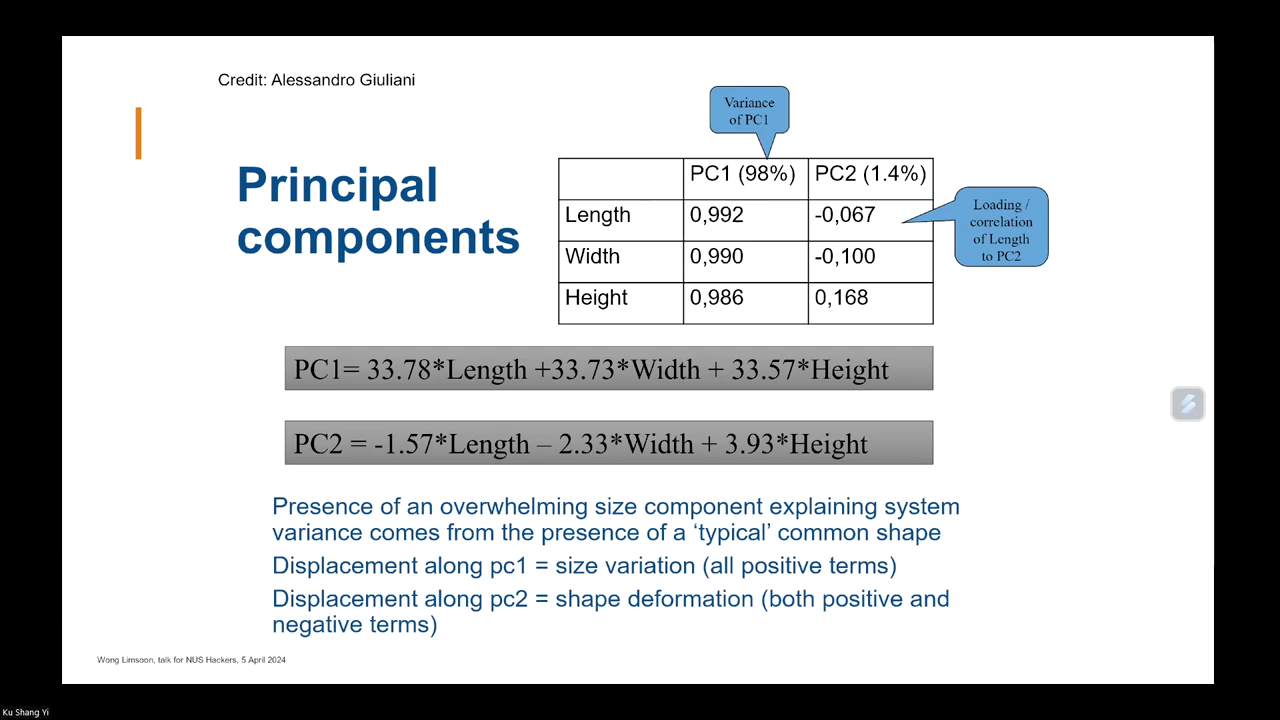 Credit: Alessandro Giuliani
Variance
of PC1
Principal
components
PC1 (98%) PC2 (1.4%)
Length 0,992 -0,067
Width 0,990 -0,100
Height 0,986 0,168
Loading /
correlation
of Length
to PC2
PC1= 33.78*Length +33.73*Width + 33.57*Height
PC2 = -1.57*Length – 2.33*Width + 3.93*Height
Presence of an overwhelming size component explaining system
variance comes from the presence of a ‘typical’ common shape
Displacement along pc1 = size variation (all positive terms)
Displacement along pc2 = shape deformation (both positive and
negative terms)
Wong Limsoon, talk for NUS Hackers, 5 April 2024
Ku Shang Yi